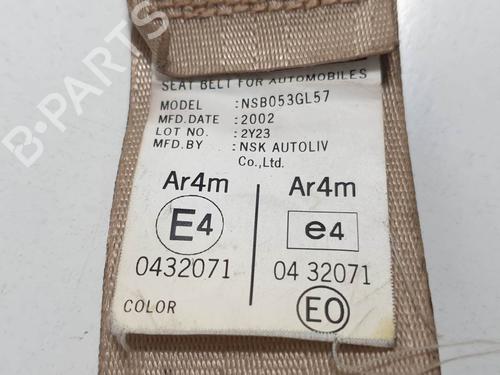 SEAT BELT FOR AUTOMOBILES
MODEL :NSB053GL57
MFD.DATE :2002
LOT NO. :2Y23
MFD.BY :NSK AUTOLIV
Co.,Ltd.
Ar4m Ar4m
E4 e4
0432071 04 32071
COLOR EO